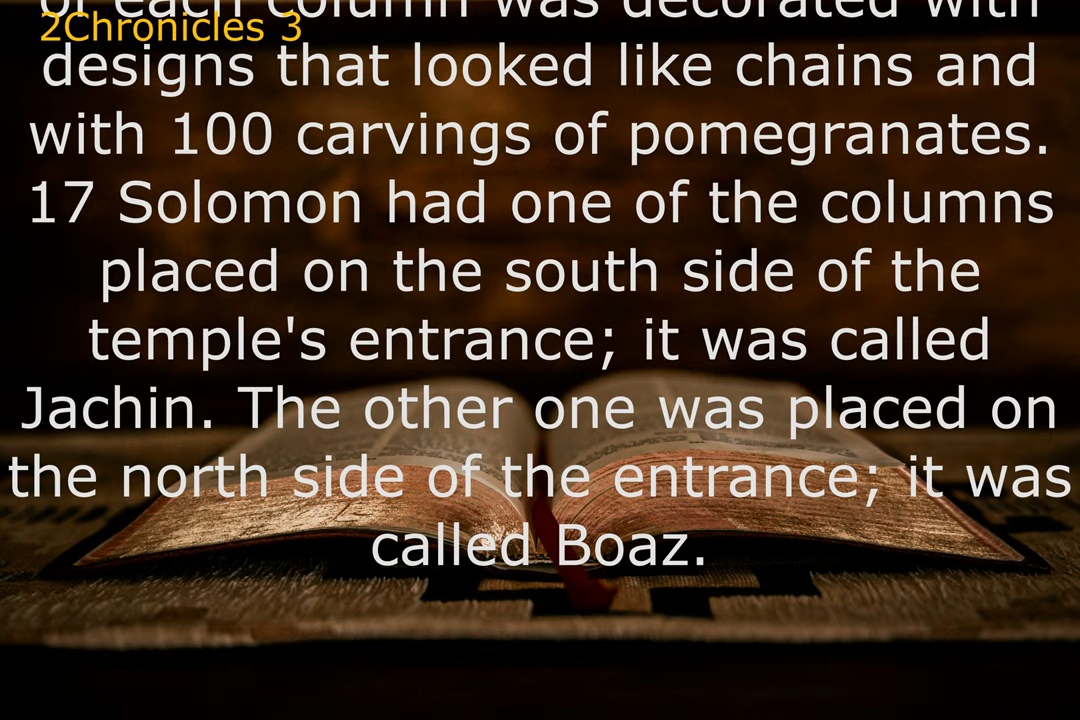 of each column was decorated with
2Chronicles 3
designs that looked like chains and
with 100 carvings of pomegranates.
17 Solomon had one of the columns
placed on the south side of the
temple's entrance; it was called
Jachin. The other one was placed on
the north side of the entrance; it was
called Boaz.